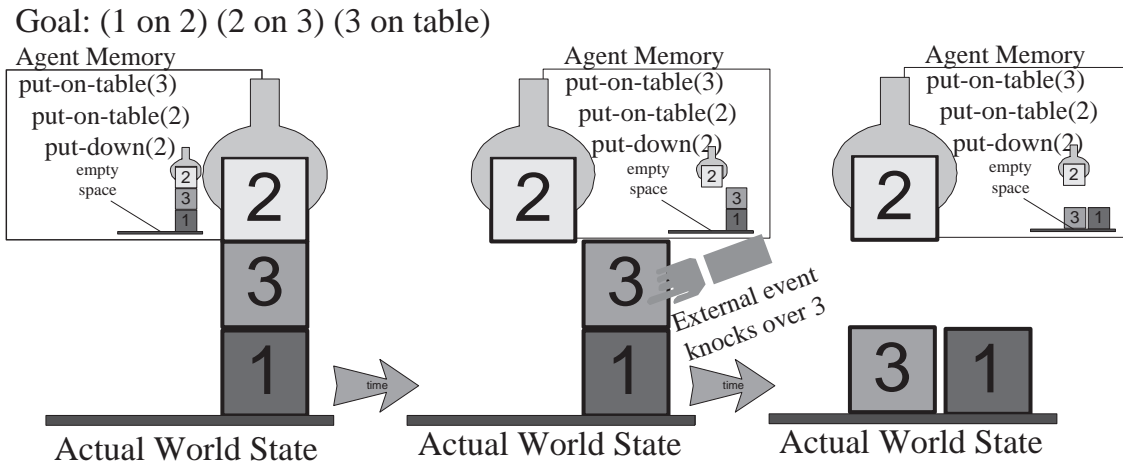 Goal: (1 on 2) (2 on 3) (3 on table)
Agent Memory
put-on-table(3)
put-on-table(2)
put-down(2)
empty
space
2
3
1
2
3
1
time
Actual World State
Agent Memory
put-on-table(3)
put-on-table(2)
put-down(2)
empty
space
2
3
1
2
3
1
External event
knocks over 3
time
Actual World State
Agent Memory
put-on-table(3)
put-on-table(2)
put-down(2)
empty
space
2
3 1
2
3 1
Actual World State